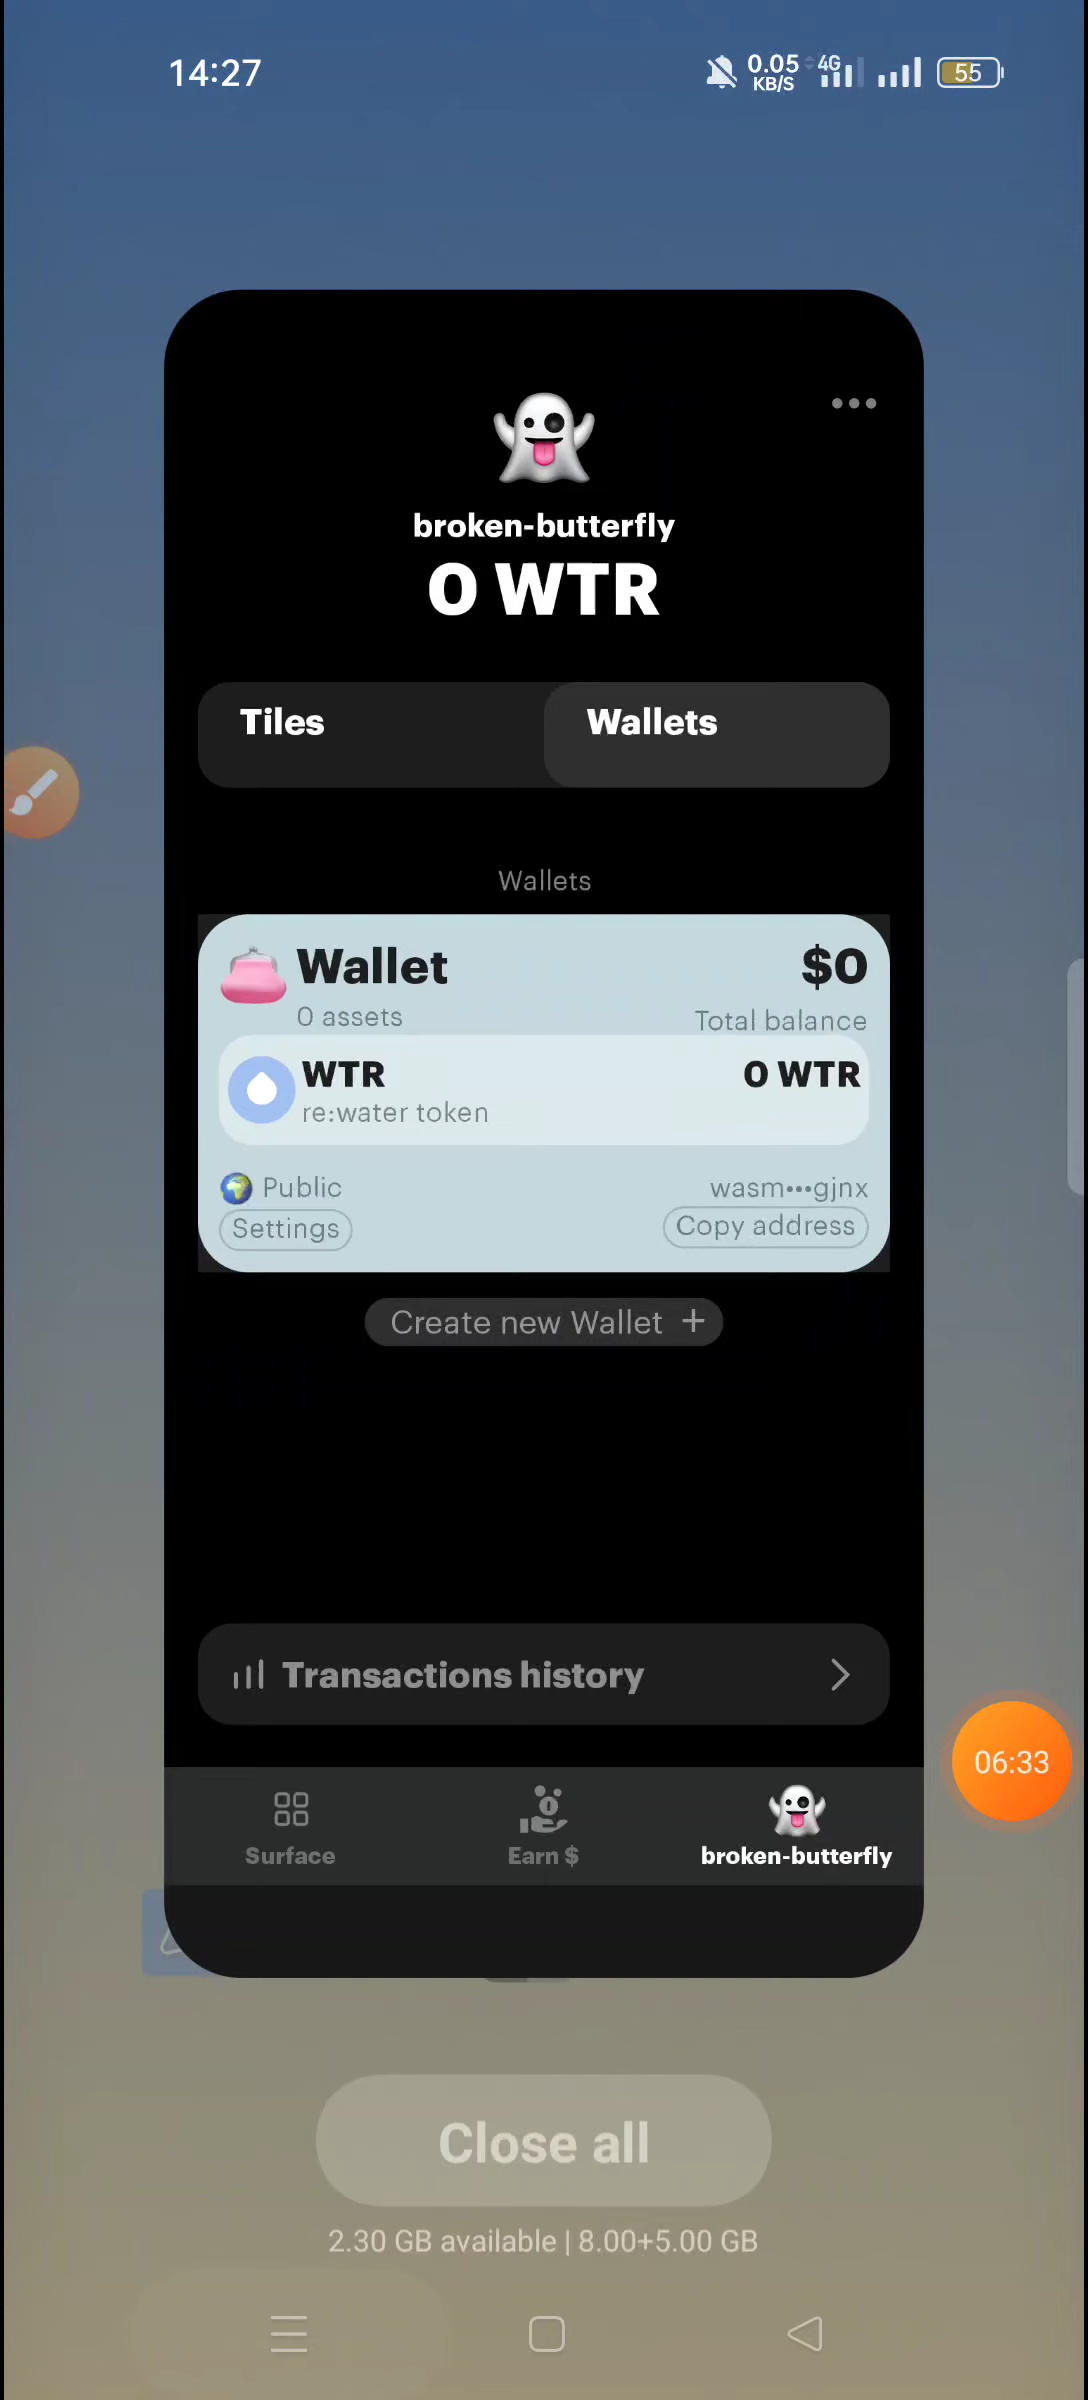 14:27
0.05
KB/S
4G
55
broken-butterfly
0 WTR
Tiles
Wallets
Wallets
Wallet
$0
0 assets
Total balance
WTR
0 WTR
re:water token
Public
wasm•••gjnx
Settings
Copy address
Create new Wallet +
Transactions history
06:33
Surface
Earn $
broken-butterfly
Close all
2.30 GB available | 8.00+5.00 GB